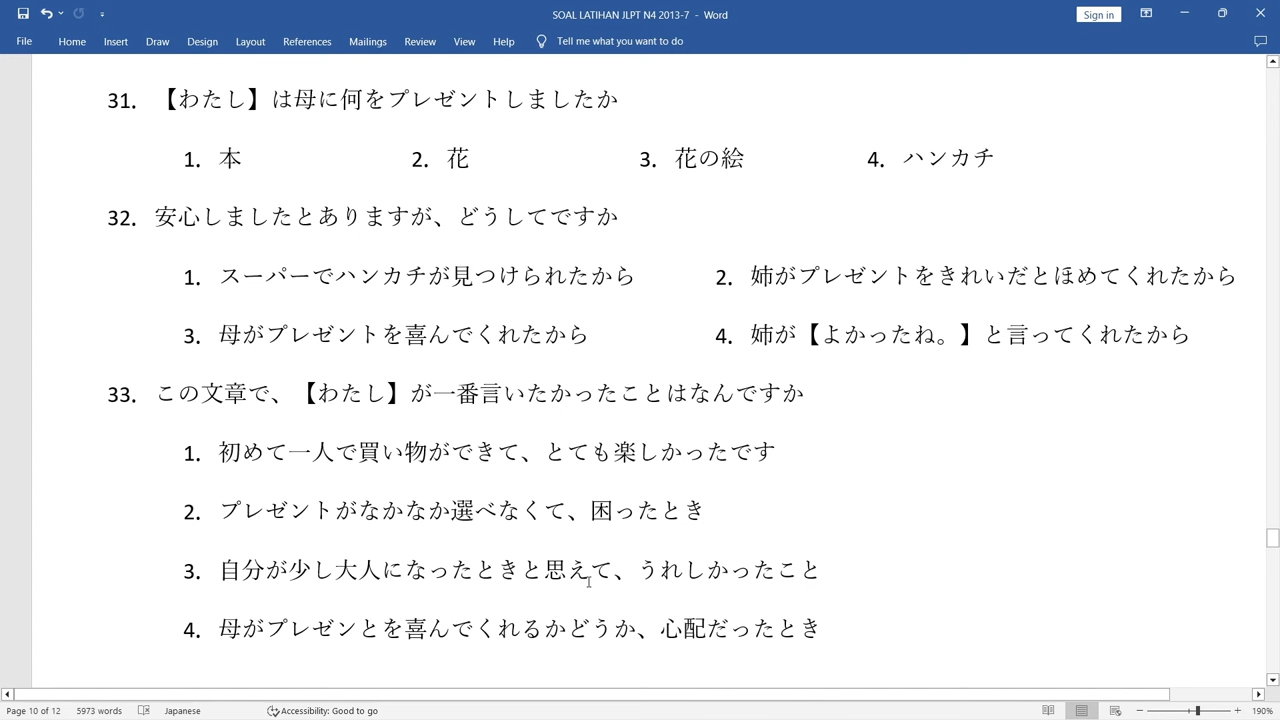 SOAL LATIHAN JLPT N4 2013-7 - Word
Sign in
File Home Insert Draw Design Layout References Mailings Review View Help Tell me what you want to do
31. 【わたし】は母に何をプレゼントしましたか
1. 本 2. 花 3. 花の絵 4. ハンカチ
32. 安心しましたとありますが、どうしてですか
1. スーパーでハンカチが見つけられたから 2. 姉がプレゼントをきれいだとほめてくれたから
3. 母がプレゼントを喜んでくれたから 4. 姉が【よかったね。】と言ってくれたから
33. この文章で、【わたし】が一番言いたかったことはなんですか
1. 初めて一人で買い物ができて、とても楽しかったです
2. プレゼントがなかなか選べなくて、困ったとき
3. 自分が少し大人になったときと思えて、うれしかったこと
4. 母がプレゼンとを喜んでくれるかどうか、心配だったとき
Page 10 of 12 5973 words Japanese Accessibility: Good to go 190%